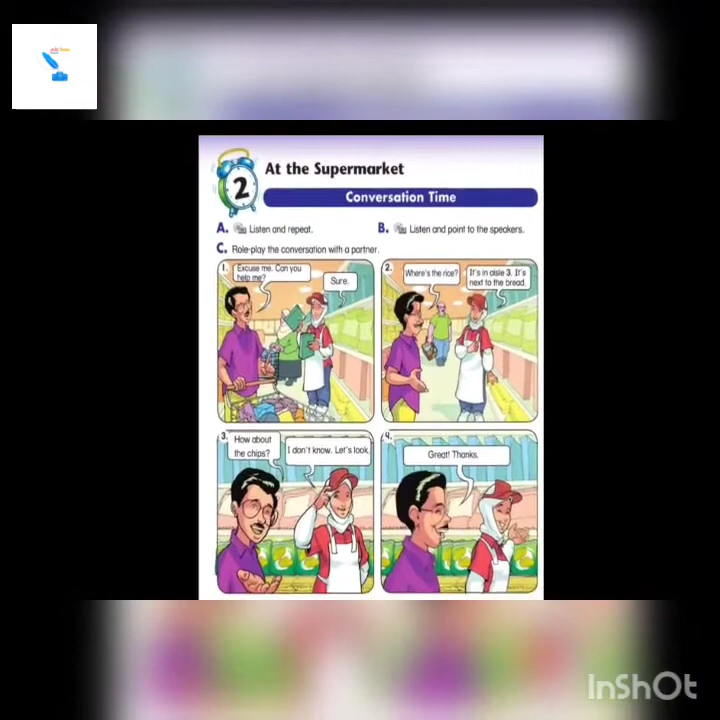 2
At the Supermarket
Conversation Time
A. Listen and repeat.
B. Listen and point to the speakers.
C. Role-play the conversation with a partner.
1.
Excuse me. Can you
help me?
Sure.
2.
Where's the rice?
It's in aisle 3. It's
next to the bread.
3.
How about
the chips?
I don't know. Let's look.
4.
Great! Thanks.
InShOt